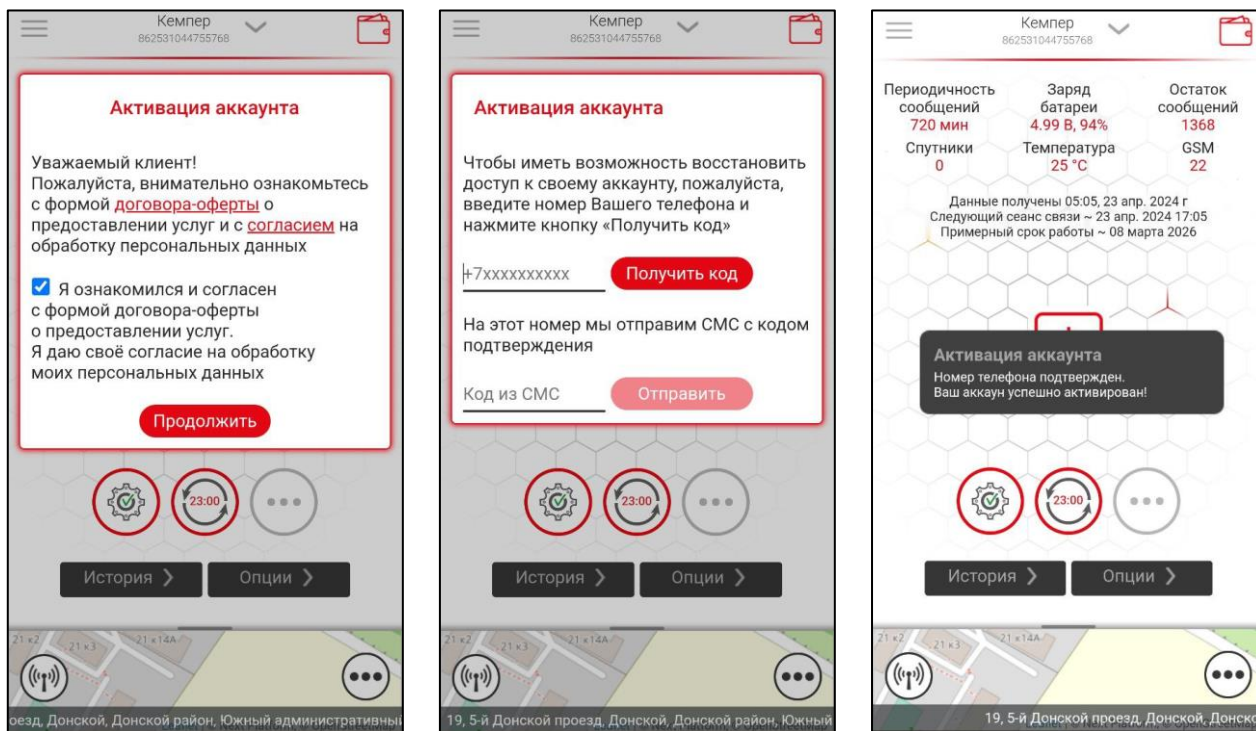 Кемпер
862531044755768
Активация аккаунта
Уважаемый клиент!
Пожалуйста, внимательно ознакомьтесь
с формой договора-оферты о
предоставлении услуг и с согласием на
обработку персональных данных
Я ознакомился и согласен
с формой договора-оферты
о предоставлении услуг.
Я даю своё согласие на обработку
моих персональных данных
Продолжить
23:00
История
Опции
21 к2
21 к3
21 к14А
оезд, Донской, Донской район, Южный административный
Кемпер
862531044755768
Активация аккаунта
Чтобы иметь возможность восстановить
доступ к своему аккаунту, пожалуйста,
введите номер Вашего телефона и
нажмите кнопку «Получить код»
+7xxxxxxxxxx
Получить код
На этот номер мы отправим СМС с кодом
подтверждения
Код из СМС
Отправить
23:00
История
Опции
21 к2
21 к3
21 к14А
19, 5-й Донской проезд, Донской, Донской район, Южный
Кемпер
862531044755768
Периодичность сообщений
720 мин
Заряд батареи
4.99 В, 94%
Остаток сообщений
1368
Спутники
0
Температура
25 °C
GSM
22
Данные получены 05:05, 23 апр. 2024 г
Следующий сеанс связи ~ 23 апр. 2024 17:05
Примерный срок работы ~ 08 марта 2026
Активация аккаунта
Номер телефона подтвержден.
Ваш аккаун успешно активирован!
23:00
История
Опции
21 к2
21 к3
21 к14А
19, 5-й Донской проезд, Донской, Донско